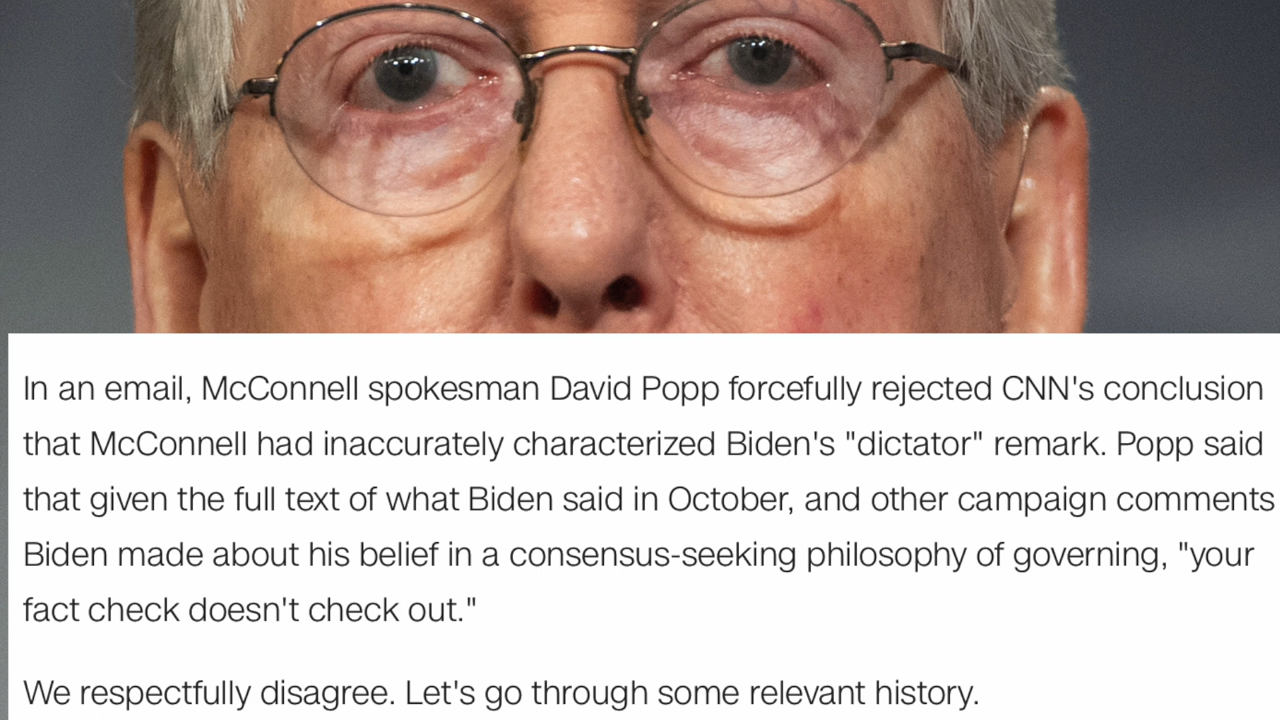 In an email, McConnell spokesman David Popp forcefully rejected CNN's conclusion
that McConnell had inaccurately characterized Biden's "dictator" remark. Popp said
that given the full text of what Biden said in October, and other campaign comments
Biden made about his belief in a consensus-seeking philosophy of governing, "your
fact check doesn't check out."
We respectfully disagree. Let's go through some relevant history.